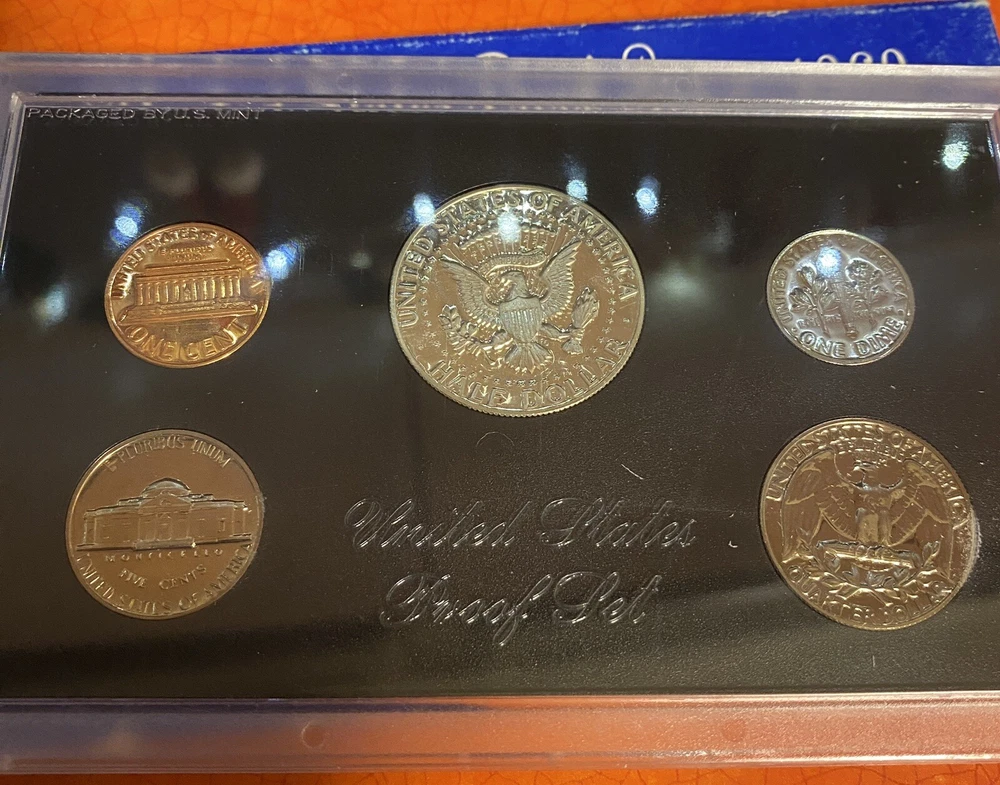 PACKAGED BY U.S. MINT
UNITED STATES OF AMERICA
E PLURIBUS UNUM
ONE CENT
UNITED STATES OF AMERICA
HALF DOLLAR
UNITED STATES OF AMERICA
ONE DIME
E PLURIBUS UNUM
MONTICELLO
FIVE CENTS
UNITED STATES OF AMERICA
United States
Proof Set
UNITED STATES OF AMERICA
QUARTER DOLLAR